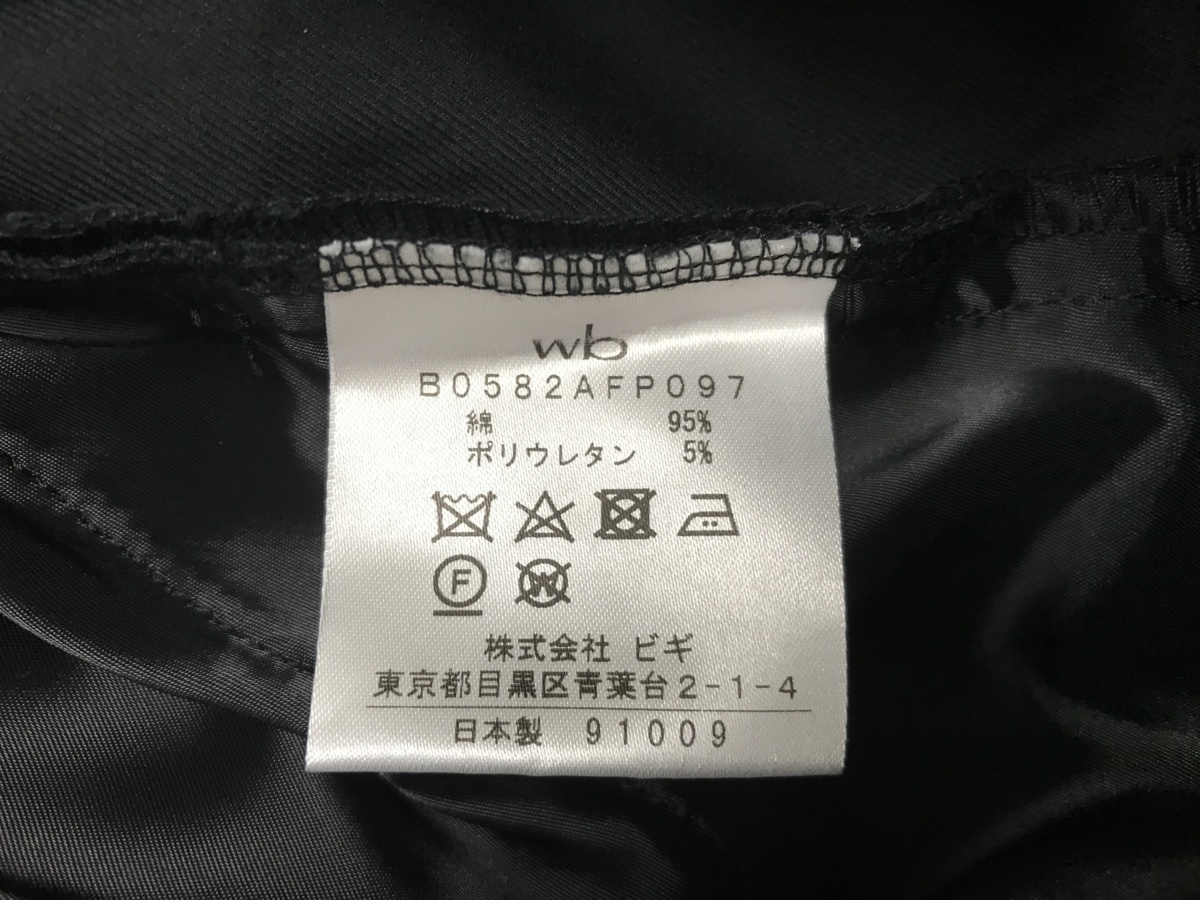 wb
B0582AFP097
綿 95%
ポリウレタン 5%
F W
株式会社 ビギ
東京都目黒区青葉台2-1-4
日本製 91009